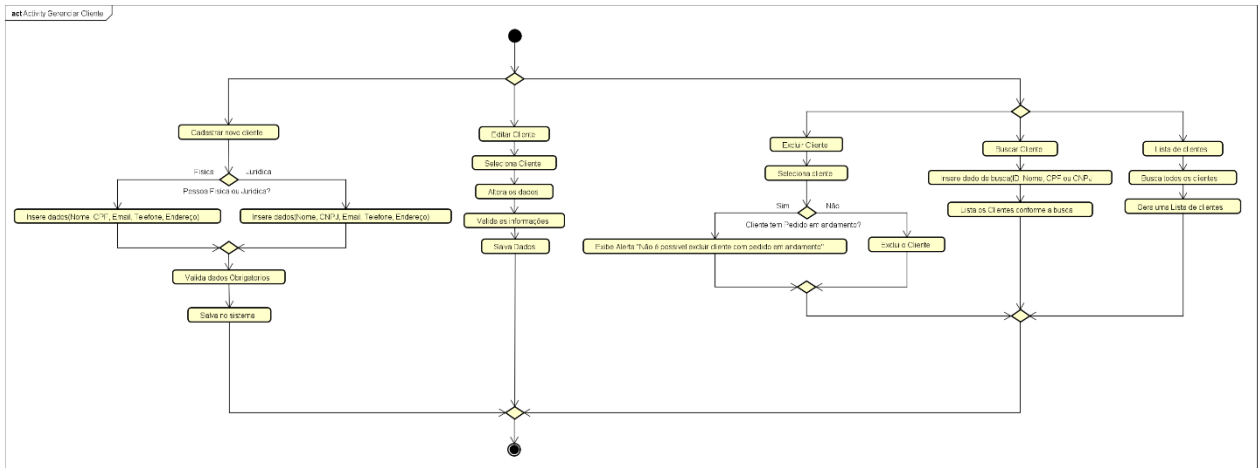 act Activity Gerenciar Cliente
Cadastrar novo cliente
Física
Jurídica
Pessoa Física ou Jurídica?
Insere dados(Nome, CPF, Email, Telefone, Endereço)
Insere dados(Nome, CNPJ, Email, Telefone, Endereço)
Valida dados Obrigatorios
Salva no sistema
Editar Cliente
Seleciona Cliente
Altera os dados
Valida as informações
Salva Dados
Excluir Cliente
Seleciona cliente
Sim
Não
Cliente tem Pedido em andamento?
Exibe Alerta "Não é possivel excluir cliente com pedido em andamento"
Exclui o Cliente
Buscar Cliente
Insere dado de busca(ID, Nome, CPF ou CNPJ
Lista os Clientes conforme a busca
Lista de clientes
Busca todos os clientes
Gera uma Lista de clientes